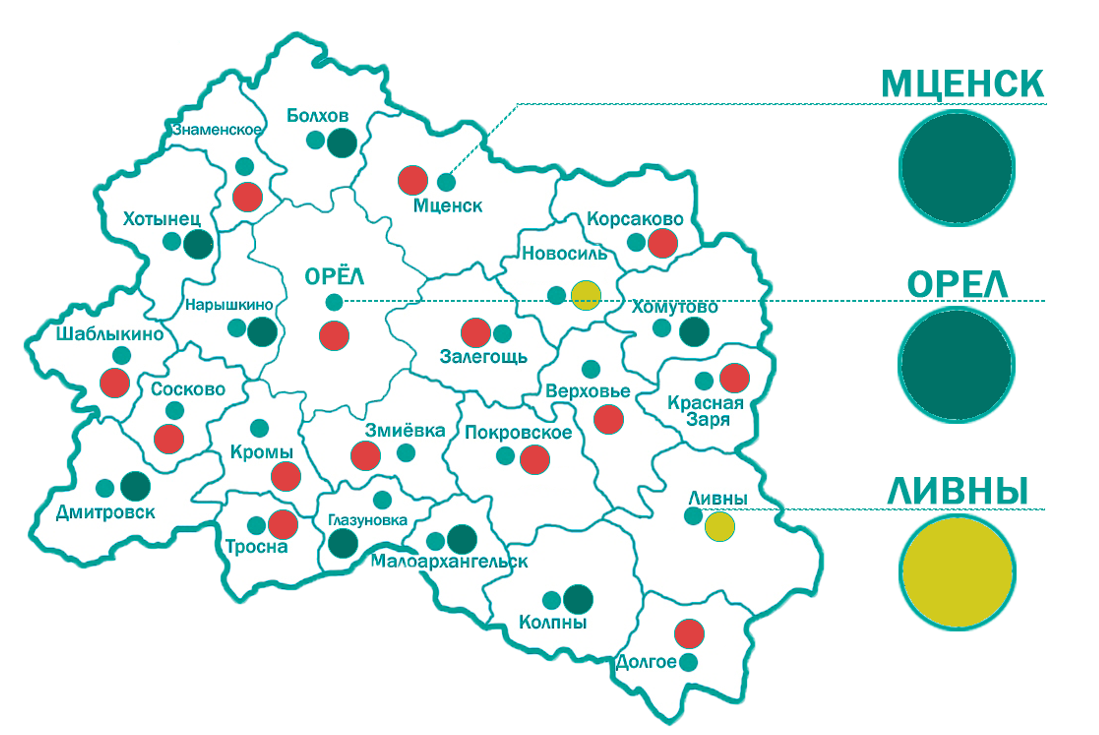 МЦЕНСК
Болхов
Знаменское
Мценск
Хотынец
Корсаково
Новосиль
ОРЁЛ
ОРЕЛ
Нарышкино
Хомутово
Шаблыкино
Залегощь
Сосково
Верховье
Красная
Заря
Змиёвка
Покровское
Кромы
ЛИВНЫ
Ливны
Дмитровск
Глазуновка
Тросна
Малоархангельск
Колпны
Долгое